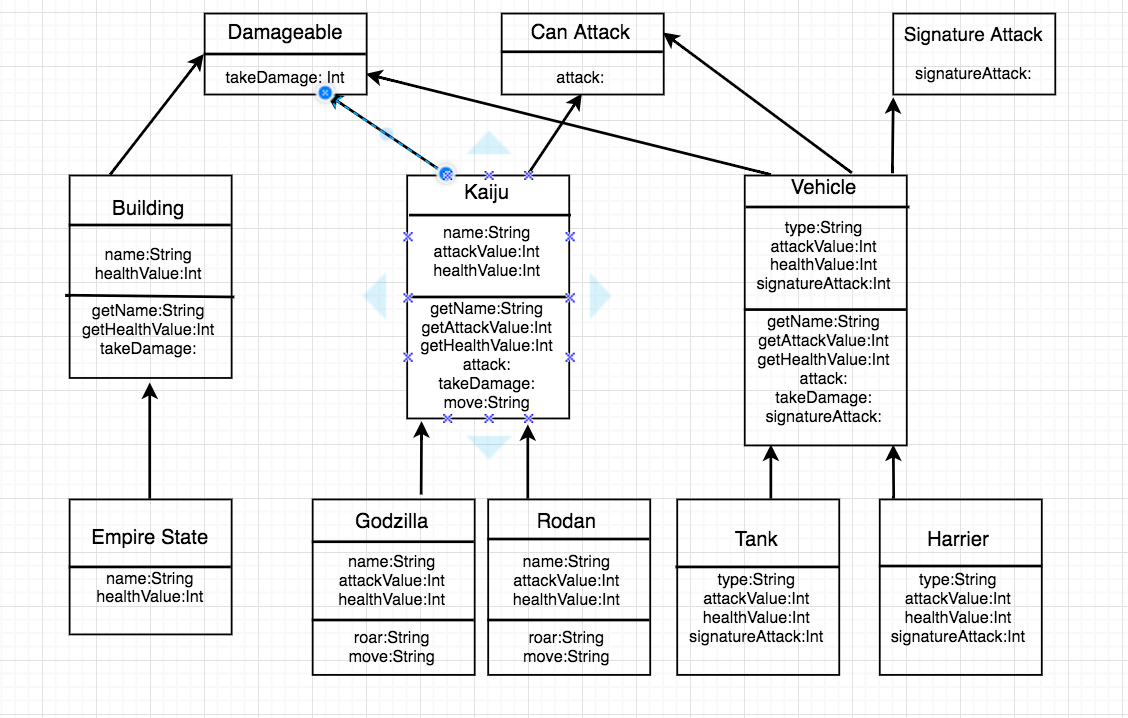 Damageable
takeDamage: Int
Can Attack
attack:
Signature Attack
signatureAttack:
Building
name:String
healthValue:Int
getName:String
getHealthValue:Int
takeDamage:
Kaiju
name:String
attackValue:Int
healthValue:Int
getName:String
getAttackValue:Int
getHealthValue:Int
attack:
takeDamage:
move:String
Vehicle
type:String
attackValue:Int
healthValue:Int
signatureAttack:Int
getName:String
getAttackValue:Int
getHealthValue:Int
attack:
takeDamage:
signatureAttack:
Empire State
name:String
healthValue:Int
Godzilla
name:String
attackValue:Int
healthValue:Int
roar:String
move:String
Rodan
name:String
attackValue:Int
healthValue:Int
roar:String
move:String
Tank
type:String
attackValue:Int
healthValue:Int
signatureAttack:Int
Harrier
type:String
attackValue:Int
healthValue:Int
signatureAttack:Int